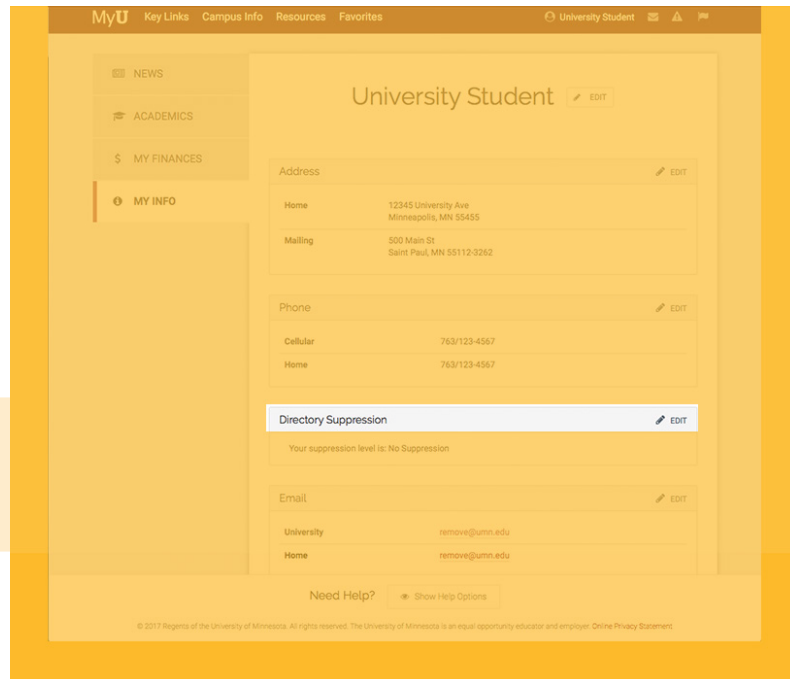 MyU Key Links Campus Info Resources Favorites University Student
NEWS
ACADEMICS
$ MY FINANCES
MY INFO
University Student EDIT
Address EDIT
Home 12345 University Ave
Minneapolis, MN 55455
Mailing 500 Main St
Saint Paul, MN 55112-3262
Phone EDIT
Cellular 763/123-4567
Home 763/123-4567
Directory Suppression EDIT
Your suppression level is: No Suppression
Email EDIT
University remove@umn.edu
Home remove@umn.edu
Need Help? Show Help Options
© 2017 Regents of the University of Minnesota. All rights reserved. The University of Minnesota is an equal opportunity educator and employer. Online Privacy Statement